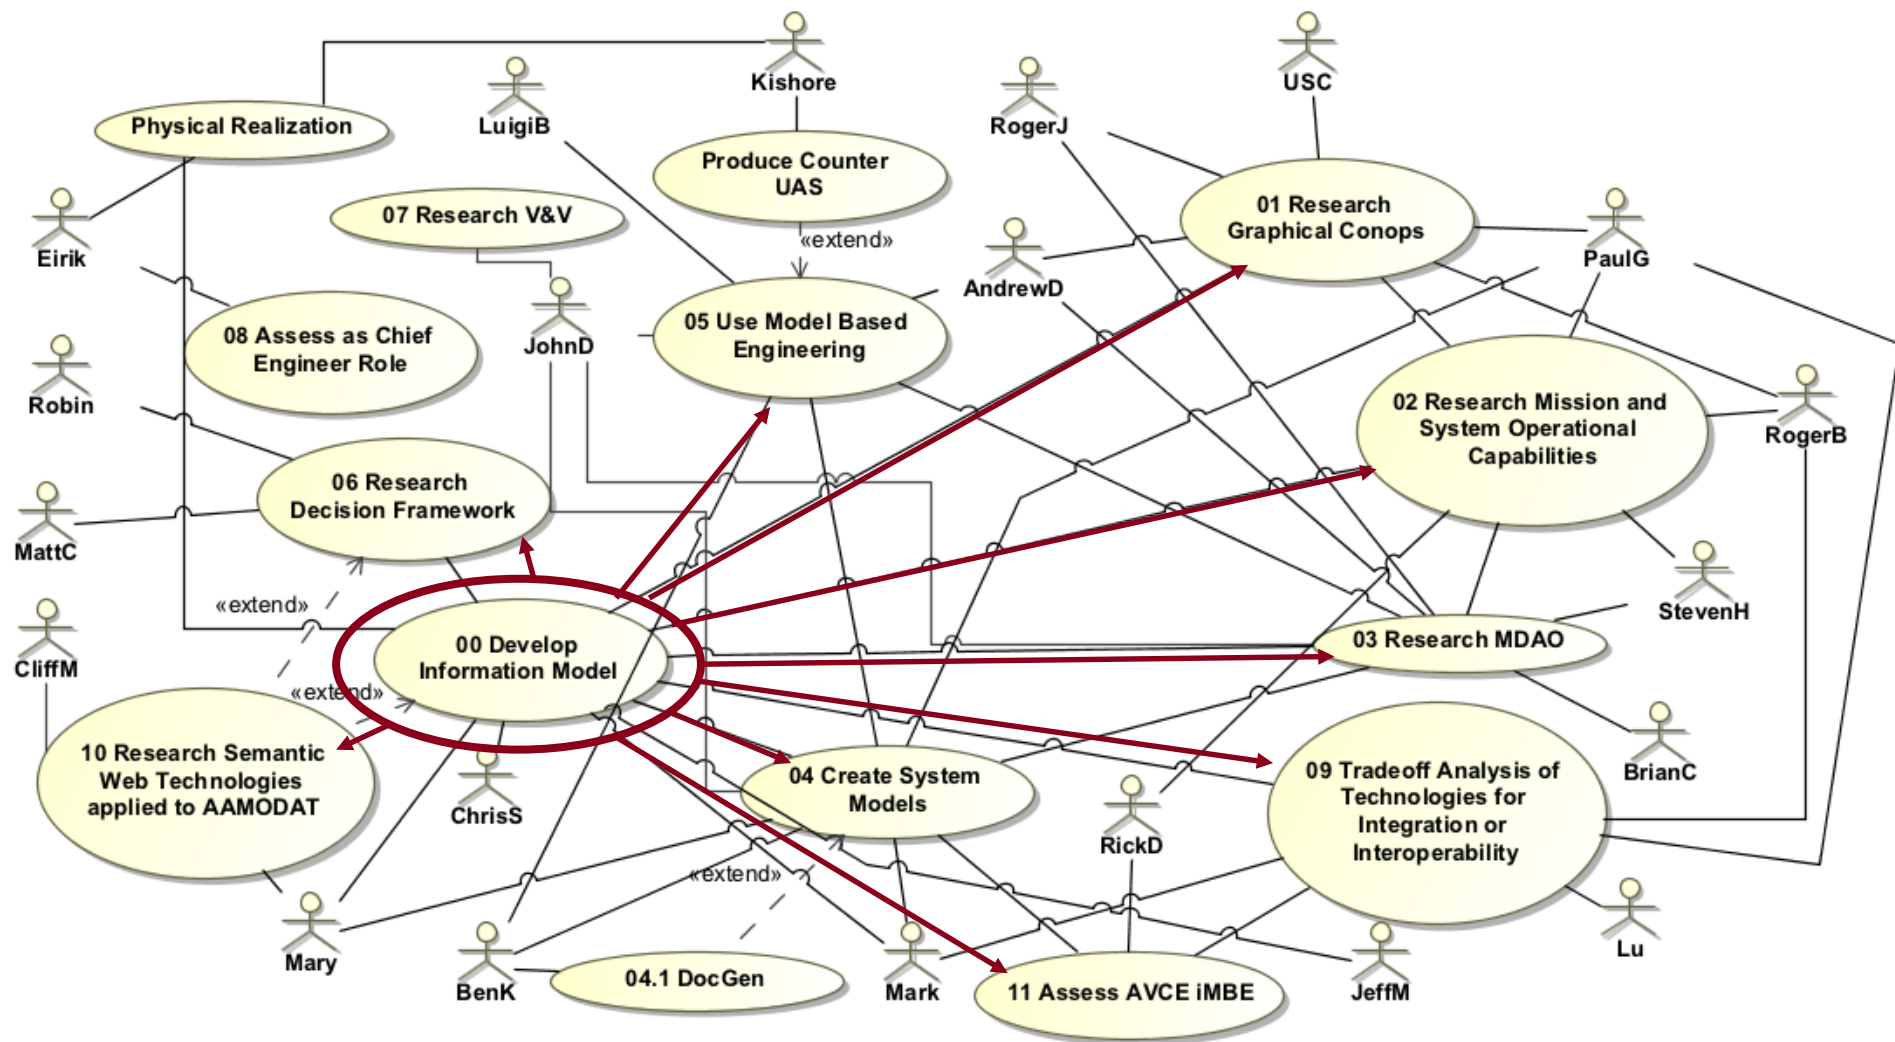 Kishore
USC
RogerJ
LuigiB
Physical Realization
Produce Counter
UAS
07 Research V&V
01 Research
Graphical Conops
«extend»
Eirik
PaulG
AndrewD
05 Use Model Based
Engineering
08 Assess as Chief
Engineer Role
JohnD
Robin
02 Research Mission and
System Operational
Capabilities
RogerB
06 Research
Decision Framework
MattC
«extend»
StevenH
00 Develop
Information Model
03 Research MDAO
CliffM
«extend»
10 Research Semantic
Web Technologies
applied to AAMODAT
ChrisS
04 Create System
Models
BrianC
09 Tradeoff Analysis of
Technologies for
Integration or
Interoperability
RickD
«extend»
Mary
BenK
04.1 DocGen
Mark
11 Assess AVCE iMBE
JeffM
Lu